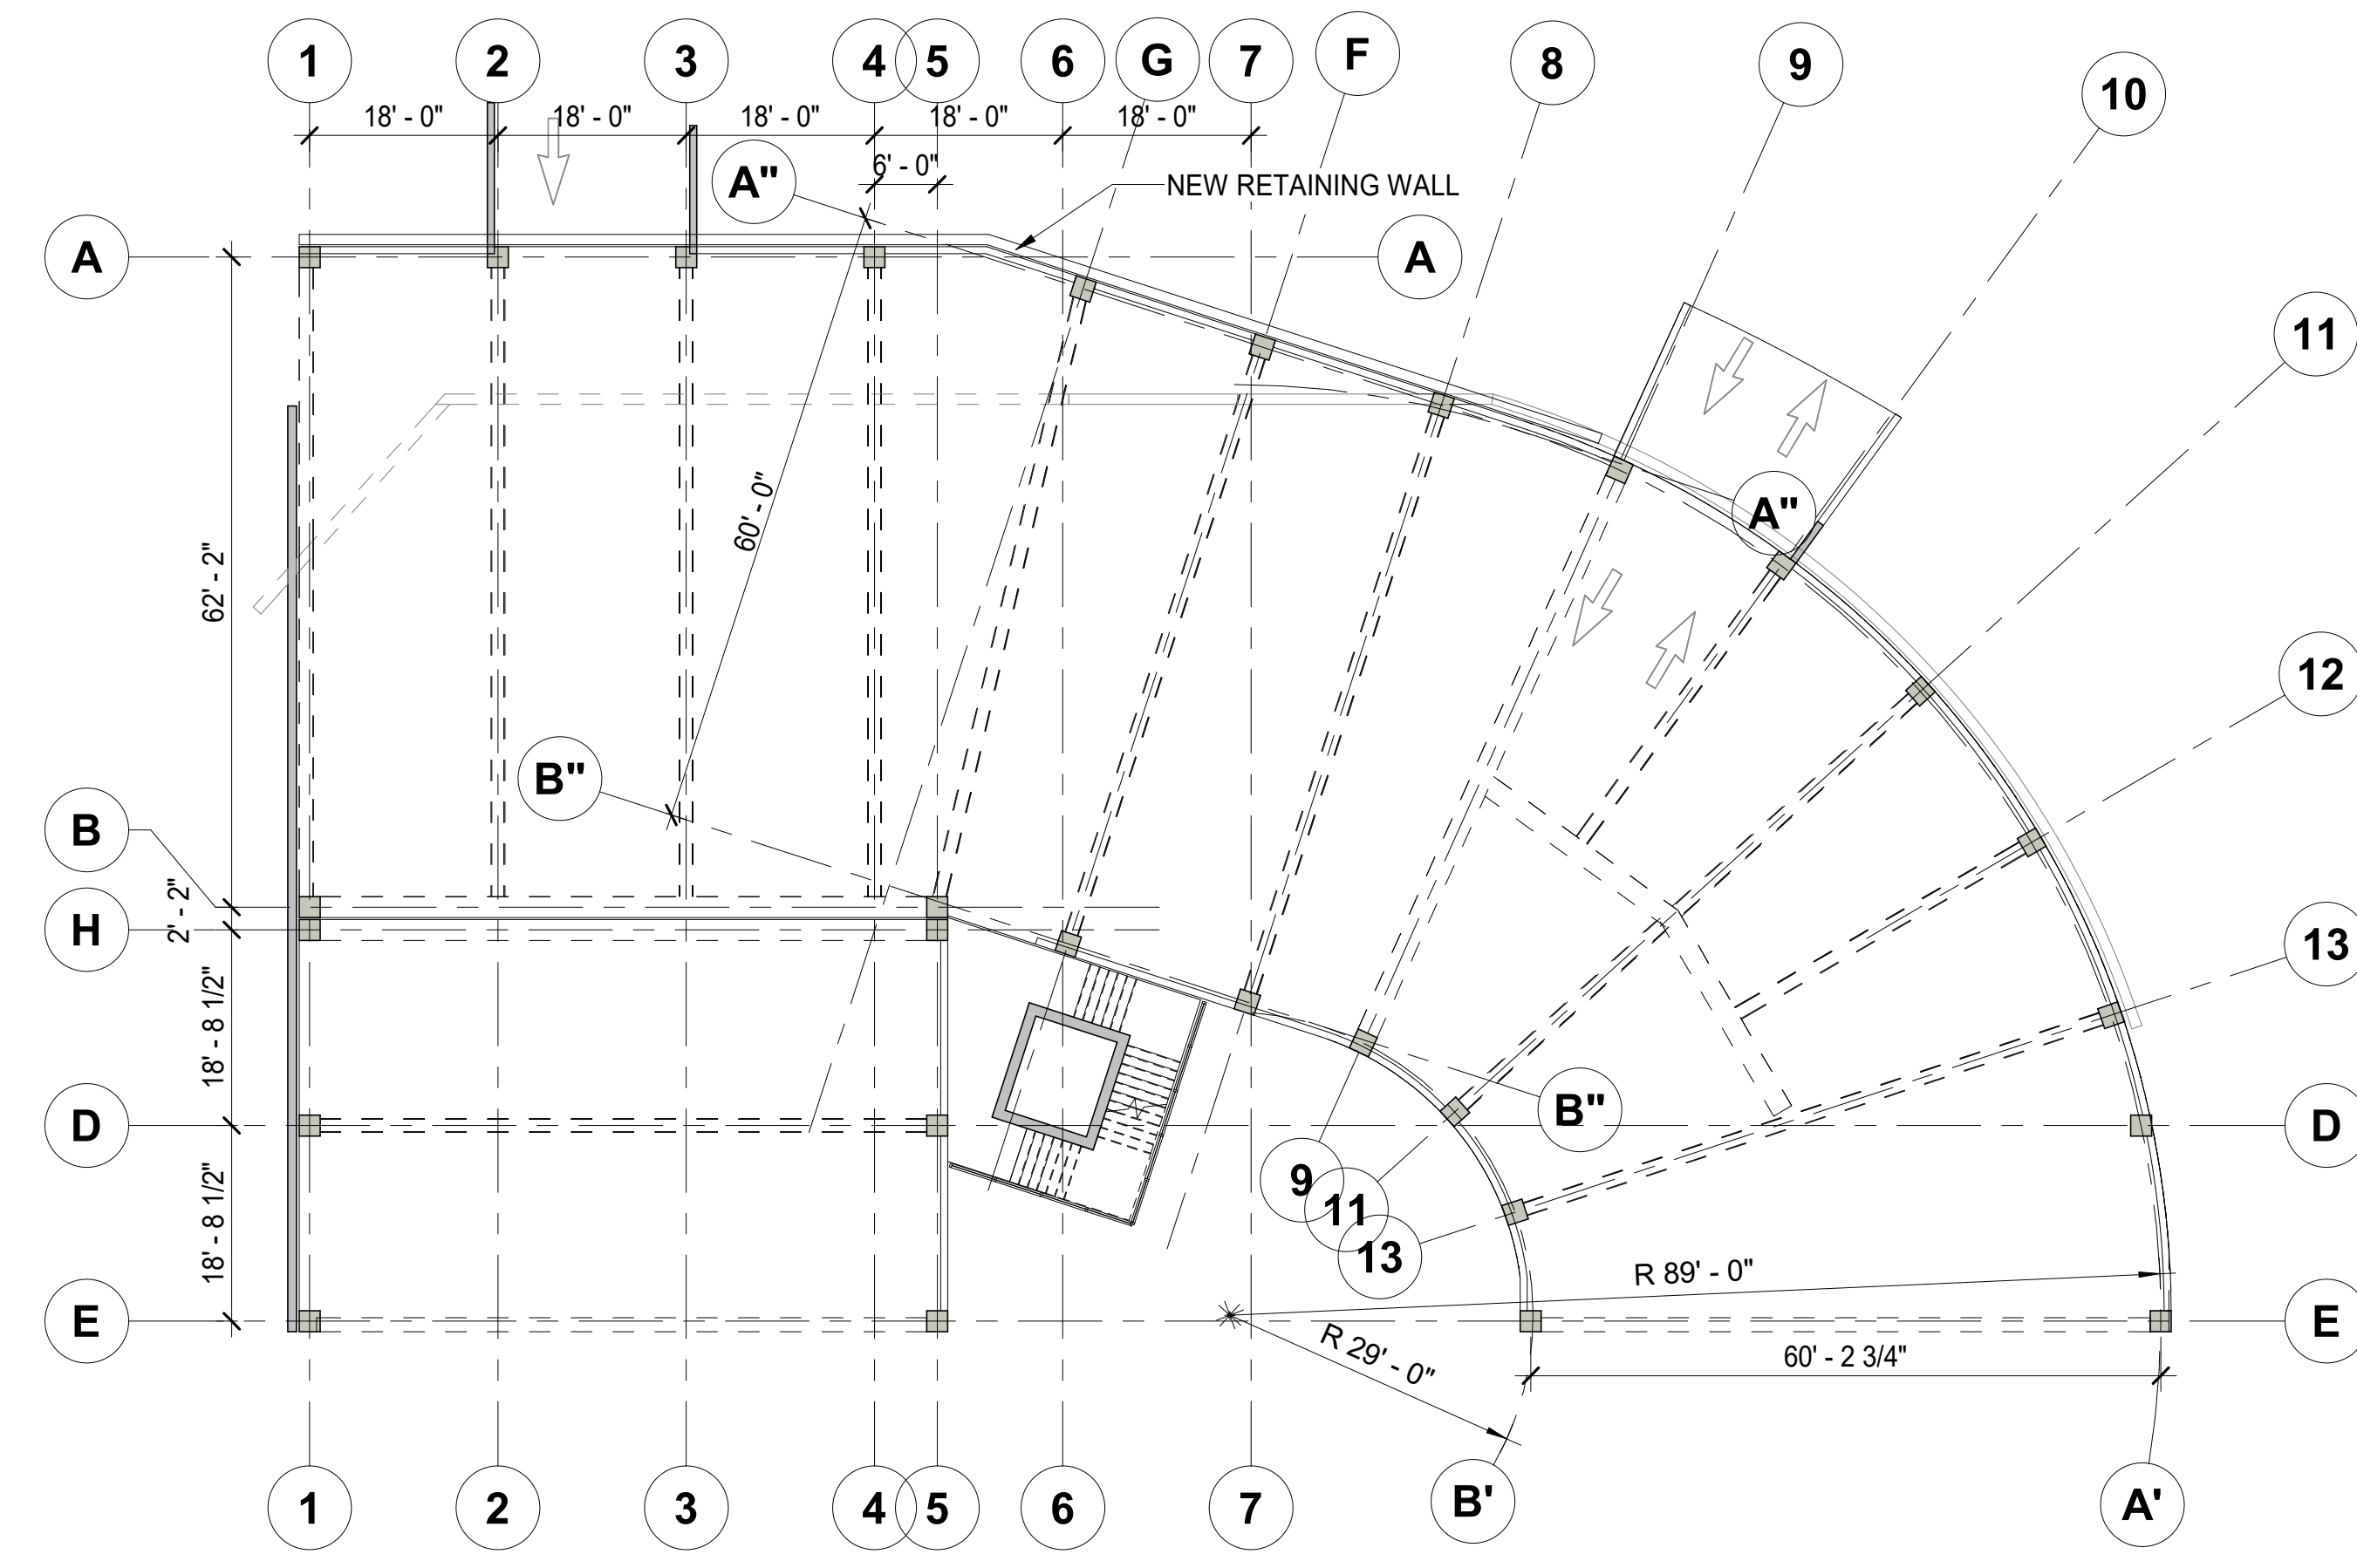 1 2 3 4 5 6 G 7 F 8 9 10
18' - 0" 18' - 0" 18' - 0" 18' - 0" 18' - 0"
6' - 0"
A" NEW RETAINING WALL
A A
11
60' - 0"
A"
62' - 2"
12
B"
B
2' - 2"
H 13
18' - 8 1/2"
B"
D D
9
11
13
18' - 8 1/2"
R 89' - 0"
E E
R 29' - 0"
60' - 2 3/4"
1 2 3 4 5 6 7 B' A'